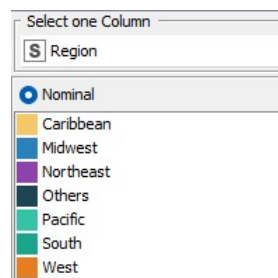 Select one Column
S Region
Nominal
Caribbean
Midwest
Northeast
Others
Pacific
South
West